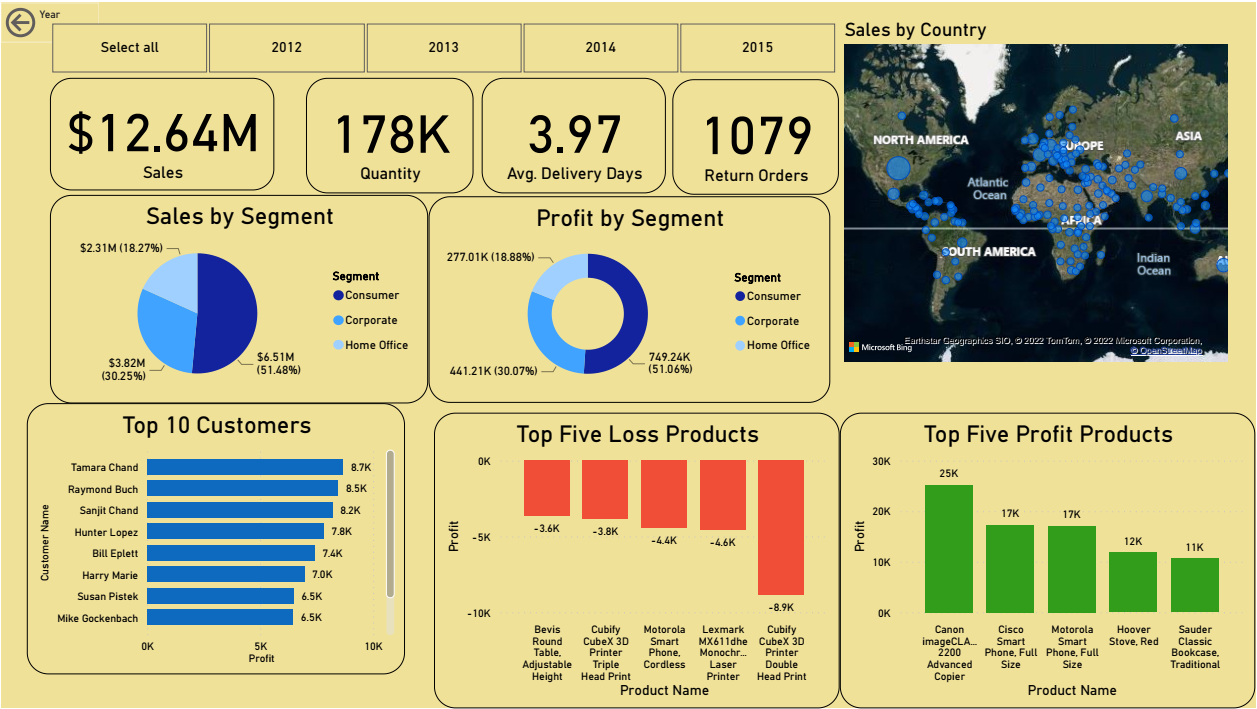 Year
Select all
2012
2013
2014
2015
$12.64M
Sales
178K
Quantity
3.97
Avg. Delivery Days
1079
Return Orders
Sales by Country
NORTH AMERICA
EUROPE
ASIA
Atlantic
Ocean
AFRICA
SOUTH AMERICA
Indian
Ocean
Microsoft Bing
Earthstar Geographics SIO, © 2022 TomTom, © 2022 Microsoft Corporation,
© OpenStreetMap
Sales by Segment
$2.31M (18.27%)
$3.82M
(30.25%)
$6.51M
(51.48%)
Segment
Consumer
Corporate
Home Office
Profit by Segment
277.01K (18.88%)
441.21K (30.07%)
749.24K
(51.06%)
Segment
Consumer
Corporate
Home Office
Top 10 Customers
Customer Name
Tamara Chand
8.7K
Raymond Buch
8.5K
Sanjit Chand
8.2K
Hunter Lopez
7.8K
Bill Eplett
7.4K
Harry Marie
7.0K
Susan Pistek
6.5K
Mike Gockenbach
6.5K
0K
5K
10K
Profit
Top Five Loss Products
Profit
0K
-5K
-10K
-3.6K
-3.8K
-4.4K
-4.6K
-8.9K
Bevis
Round
Table,
Adjustable
Height
Cubify
CubeX 3D
Printer
Triple
Head Print
Motorola
Smart
Phone,
Cordless
Lexmark
MX611dhe
Monochr...
Laser
Printer
Cubify
CubeX 3D
Printer
Double
Head Print
Product Name
Top Five Profit Products
Profit
30K
20K
10K
0K
25K
17K
17K
12K
11K
Canon
imageCLA...
2200
Advanced
Copier
Cisco
Smart
Phone, Full
Size
Motorola
Smart
Phone, Full
Size
Hoover
Stove, Red
Sauder
Classic
Bookcase,
Traditional
Product Name